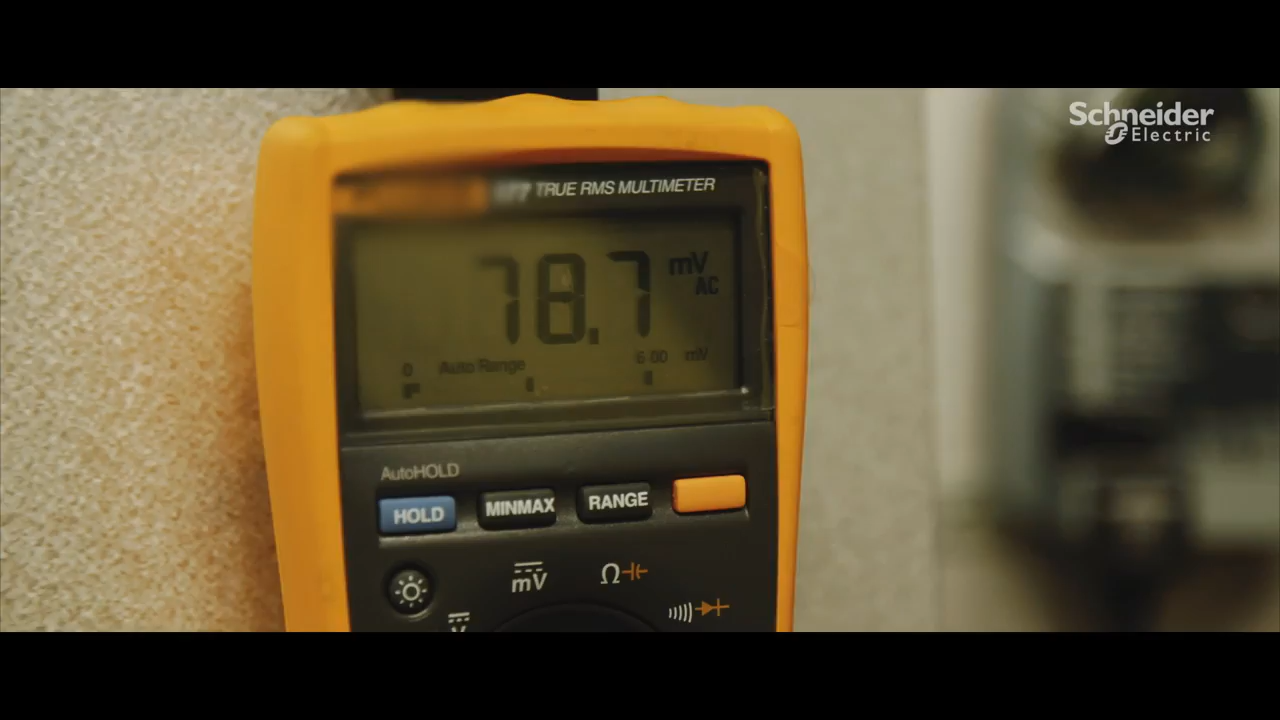 Schneider
Electric
177 TRUE RMS MULTIMETER
78.7 mV
AC
0 Auto Range 600 mV
AutoHOLD
HOLD MINMAX RANGE
mV Ω
V